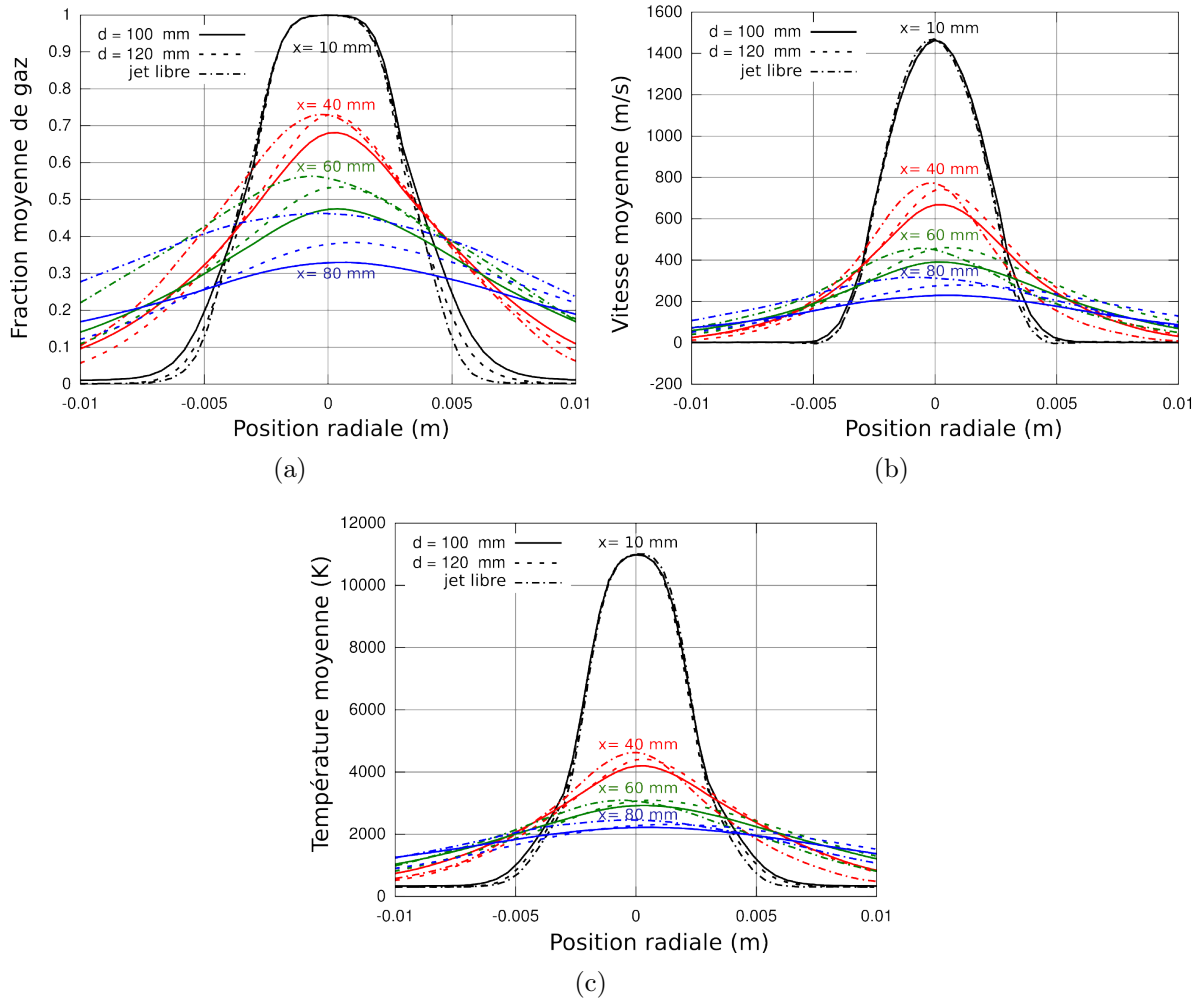 d = 100 mm
d = 120 mm
jet libre
x= 10 mm
x= 40 mm
x= 60 mm
x= 80 mm
1
0.9
0.8
0.7
0.6
0.5
0.4
0.3
0.2
0.1
0
-0.01
-0.005
0
0.005
0.01
Fraction moyenne de gaz
Position radiale (m)
(a)
d = 100 mm
d = 120 mm
jet libre
x= 10 mm
x= 40 mm
x= 60 mm
x= 80 mm
1600
1400
1200
1000
800
600
400
200
0
-200
-0.01
-0.005
0
0.005
0.01
Vitesse moyenne (m/s)
Position radiale (m)
(b)
d = 100 mm
d = 120 mm
jet libre
x= 10 mm
x= 40 mm
x= 60 mm
x= 80 mm
12000
10000
8000
6000
4000
2000
0
-0.01
-0.005
0
0.005
0.01
Température moyenne (K)
Position radiale (m)
(c)